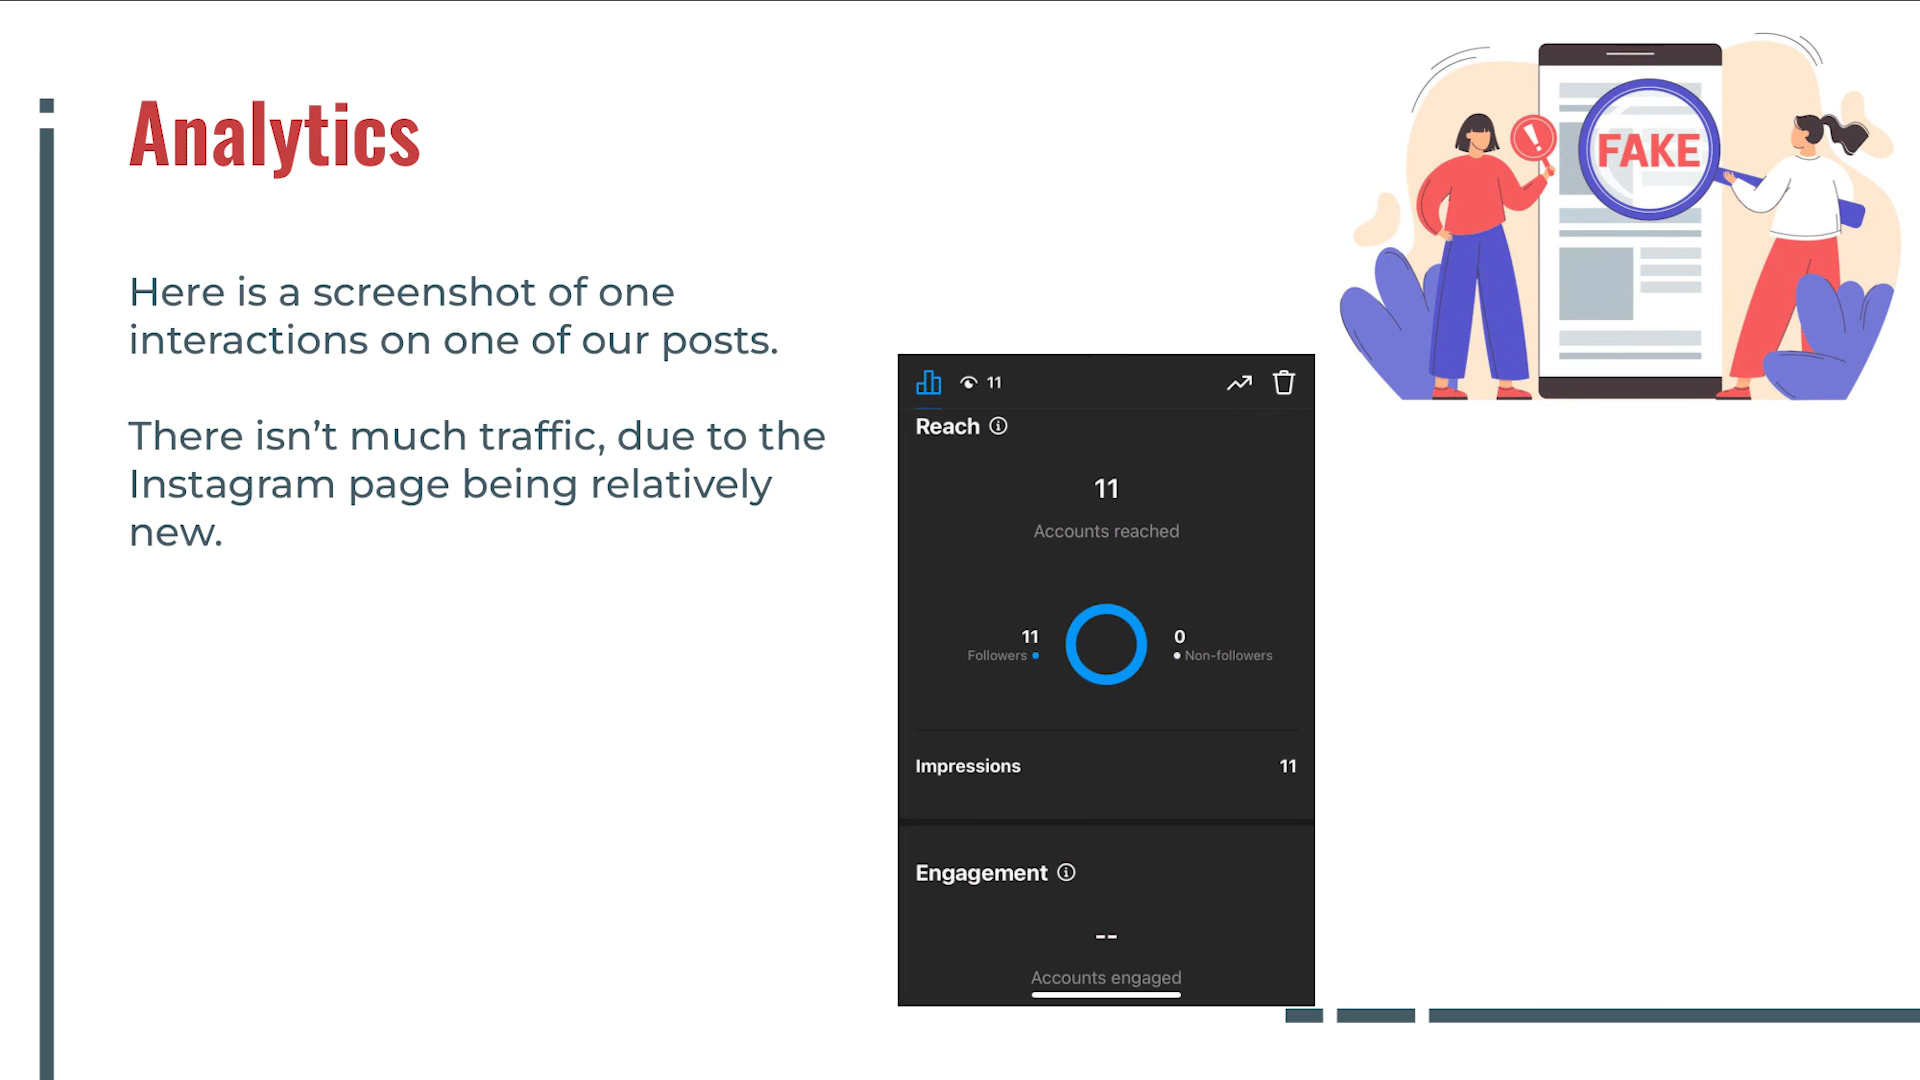 Analytics
FAKE
Here is a screenshot of one
interactions on one of our posts.
There isn’t much traffic, due to the
Instagram page being relatively
new.
11
Reach
11
Accounts reached
11
Followers
0
Non-followers
Impressions 11
Engagement
--
Accounts engaged